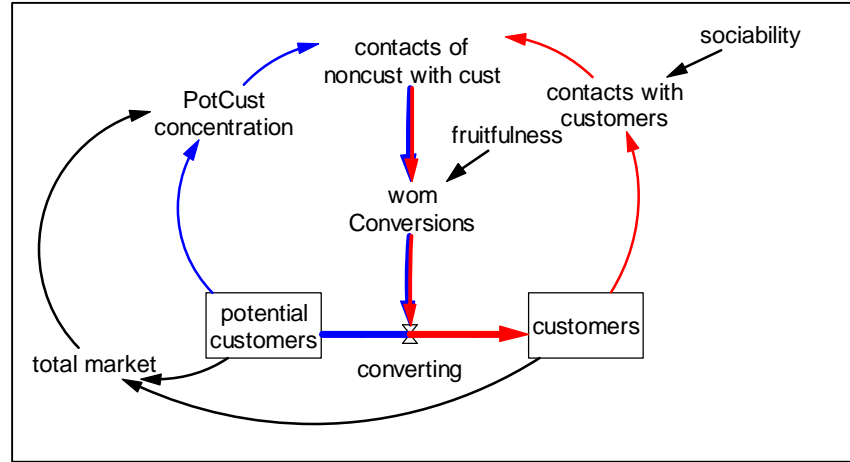 contacts of
noncust with cust
sociability
PotCust
concentration
contacts with
customers
fruitfulness
wom
Conversions
potential
customers
customers
total market
converting